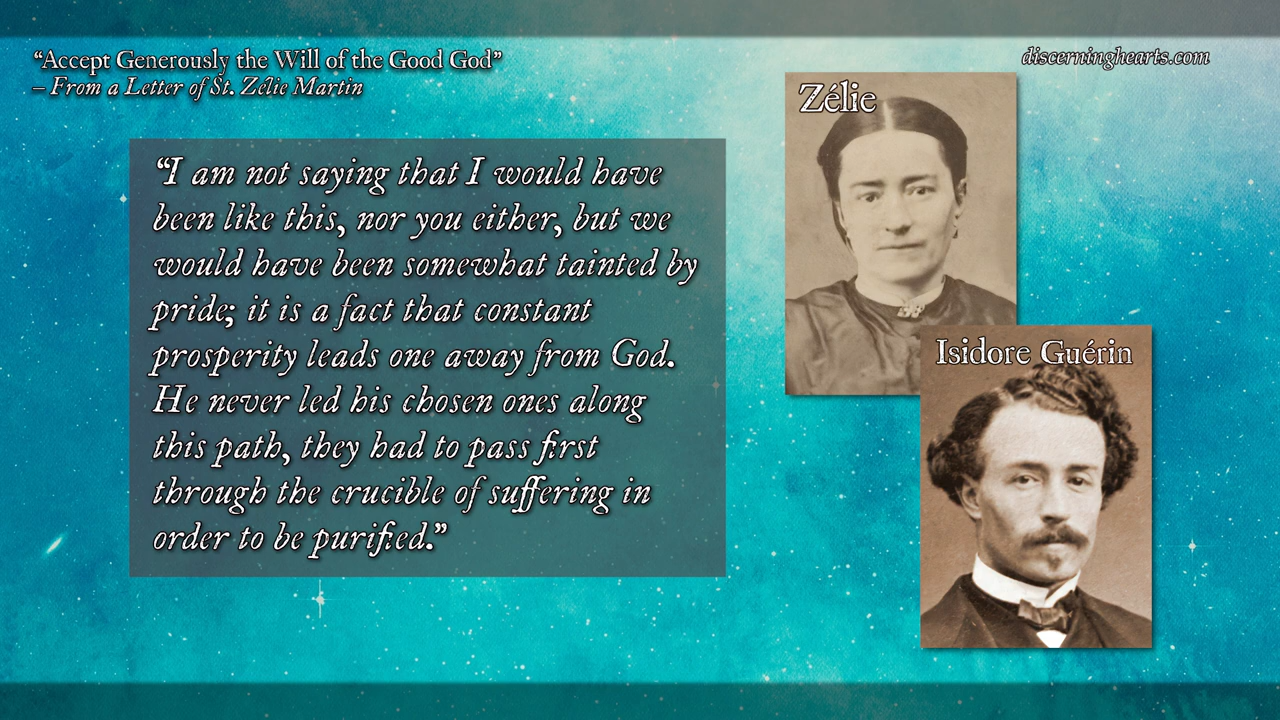 “Accept Generously the Will of the Good God”
– From a Letter of St. Zélie Martin
discerninghearts.com
Zélie
“I am not saying that I would have
been like this, nor you either, but we
would have been somewhat tainted by
pride; it is a fact that constant
prosperity leads one away from God.
He never led his chosen ones along
this path, they had to pass first
through the crucible of suffering in
order to be purified.”
Isidore Guérin